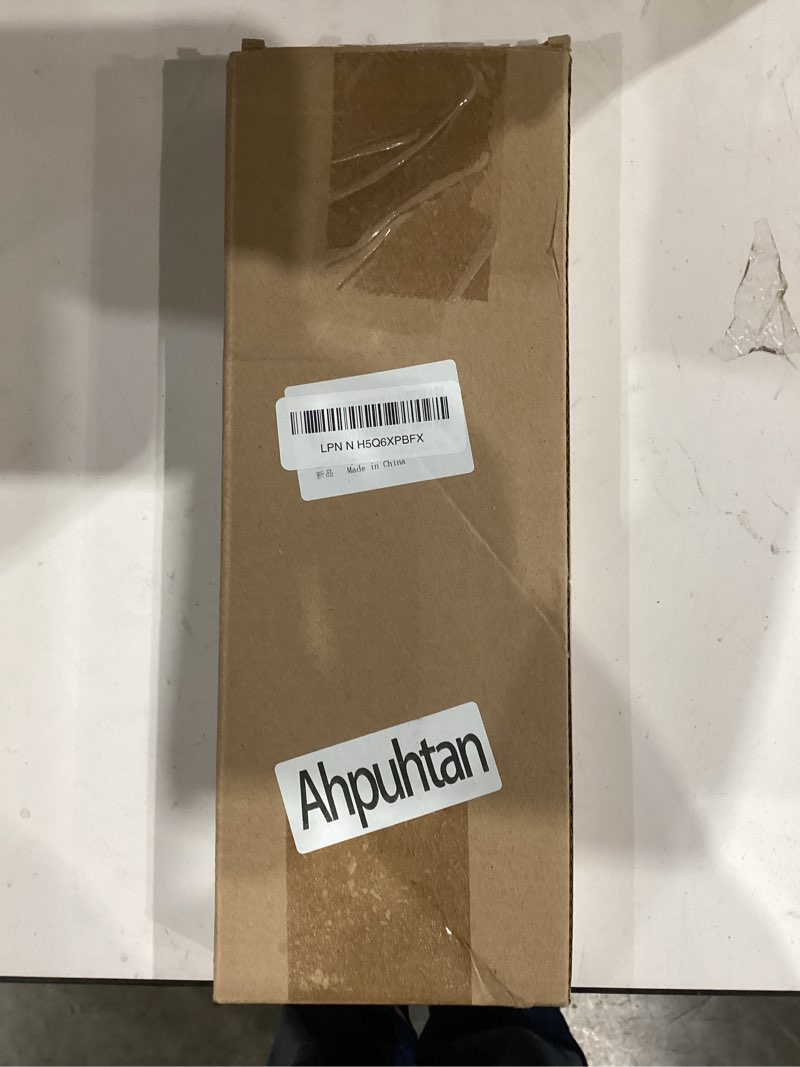 LPN N H5Q6XPBFX
新品 Made in China
Ahpuhtan